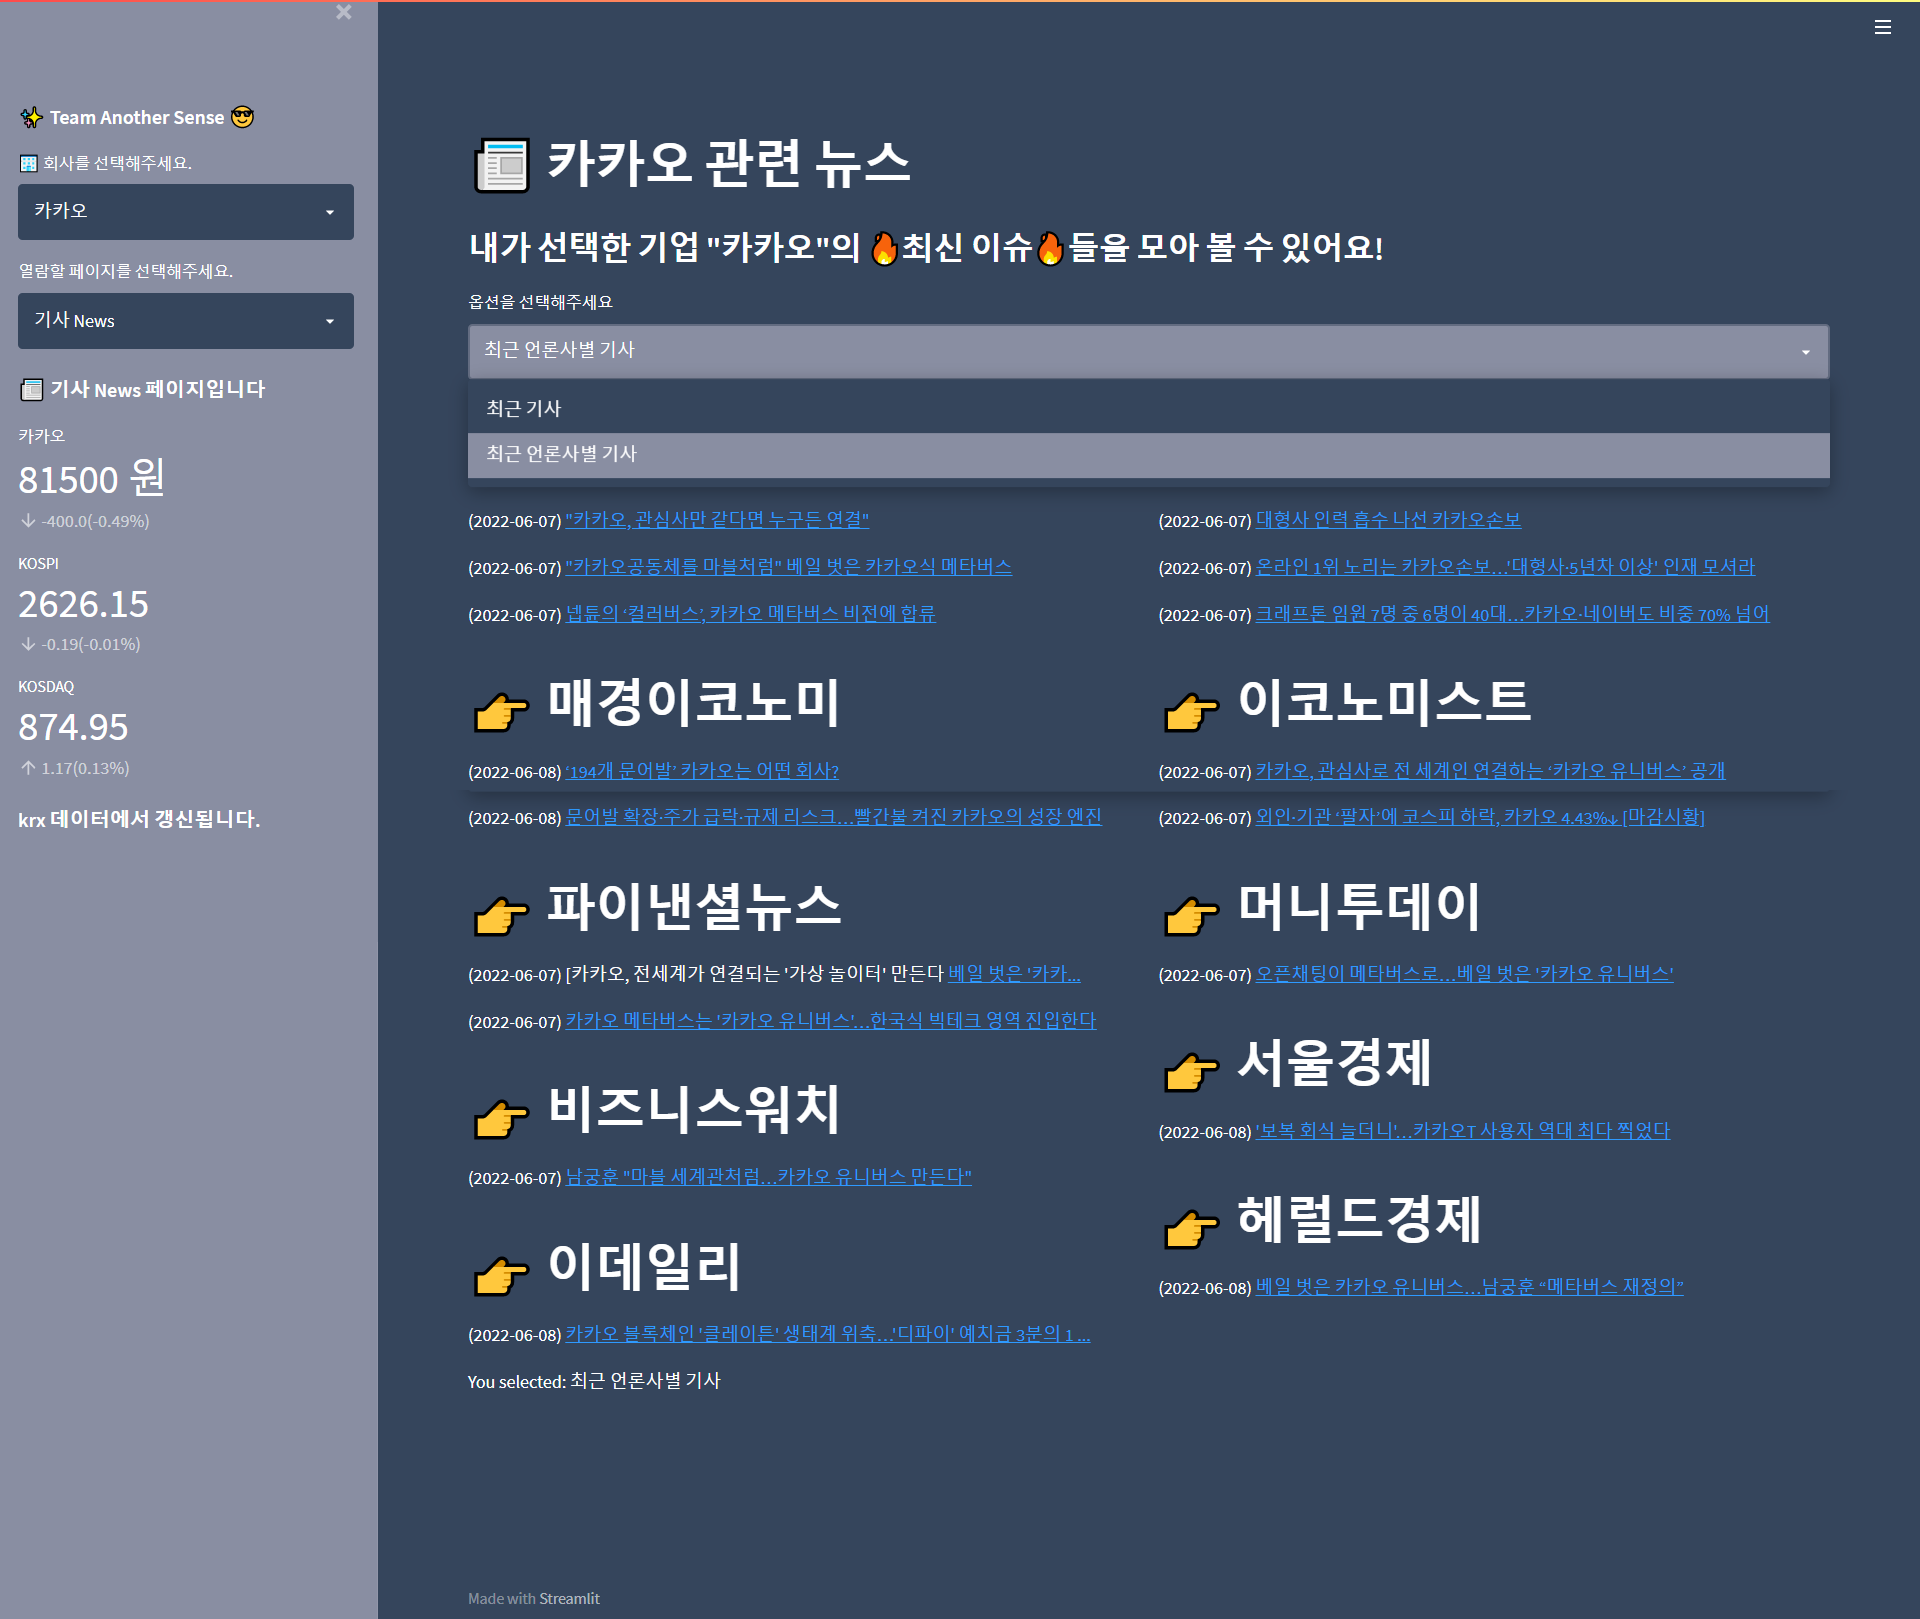 Team Another Sense
회사를 선택해주세요.
카카오
열람할 페이지를 선택해주세요.
기사 News
기사 News 페이지입니다
카카오
81500 원
↓ -400.0(-0.49%)
KOSPI
2626.15
↓ -0.19(-0.01%)
KOSDAQ
874.95
↑ 1.17(0.13%)
krx 데이터에서 갱신됩니다.
카카오 관련 뉴스
내가 선택한 기업 "카카오"의 🔥최신 이슈🔥들을 모아 볼 수 있어요!
옵션을 선택해주세요
최근 언론사별 기사
최근 기사
최근 언론사별 기사
(2022-06-07) "카카오, 관심사만 같다면 누구든 연결"
(2022-06-07) "카카오공동체를 마블처럼" 베일 벗은 카카오식 메타버스
(2022-06-07) 넵튠의 ‘컬러버스’, 카카오 메타버스 비전에 합류
매경이코노미
(2022-06-08) ‘194개 문어발’ 카카오는 어떤 회사?
(2022-06-08) 문어발 확장·주가 급락·규제 리스크…빨간불 켜진 카카오의 성장 엔진
파이낸셜뉴스
(2022-06-07) [카카오, 전세계가 연결되는 '가상 놀이터' 만든다 베일 벗은 '카카...
(2022-06-07) 카카오 메타버스는 '카카오 유니버스'…한국식 빅테크 영역 진입한다
비즈니스워치
(2022-06-07) 남궁훈 "마블 세계관처럼…카카오 유니버스 만든다"
이데일리
(2022-06-08) 카카오 블록체인 '클레이튼' 생태계 위축…'디파이' 예치금 3분의 1 ...
You selected: 최근 언론사별 기사
(2022-06-07) 대형사 인력 흡수 나선 카카오손보
(2022-06-07) 온라인 1위 노리는 카카오손보…'대형사·5년차 이상' 인재 모셔라
(2022-06-07) 크래프톤 임원 7명 중 6명이 40대…카카오·네이버도 비중 70% 넘어
이코노미스트
(2022-06-07) 카카오, 관심사로 전 세계인 연결하는 ‘카카오 유니버스’ 공개
(2022-06-07) 외인·기관 ‘팔자’에 코스피 하락, 카카오 4.43%↓ [마감시황]
머니투데이
(2022-06-07) 오픈채팅이 메타버스로…베일 벗은 '카카오 유니버스'
서울경제
(2022-06-08) '보복 회식 늘더니'…카카오T 사용자 역대 최다 찍었다
헤럴드경제
(2022-06-08) 베일 벗은 카카오 유니버스…남궁훈 “메타버스 재정의”
Made with Streamlit